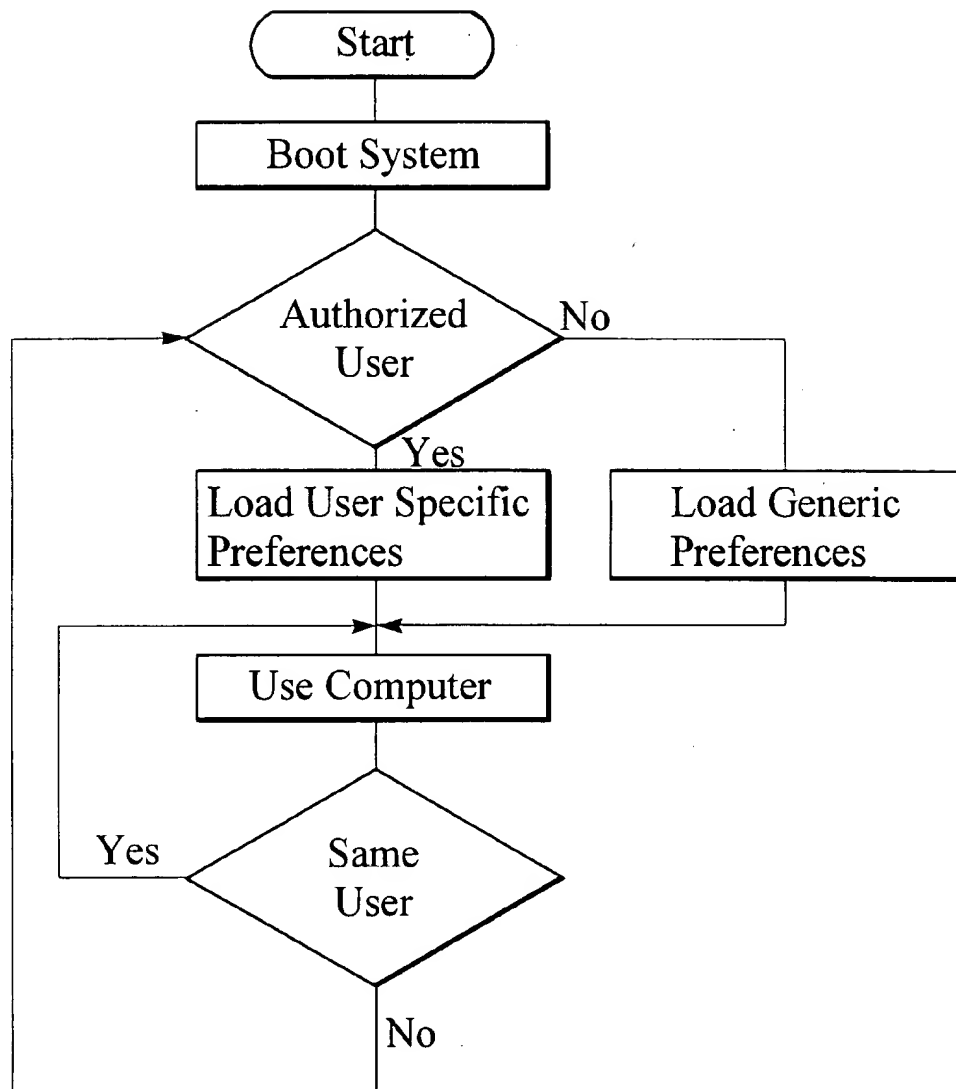 Start
Boot System
Authorized
User
No
Yes
Load User Specific
Preferences
Load Generic
Preferences
Use Computer
Yes
Same
User
No